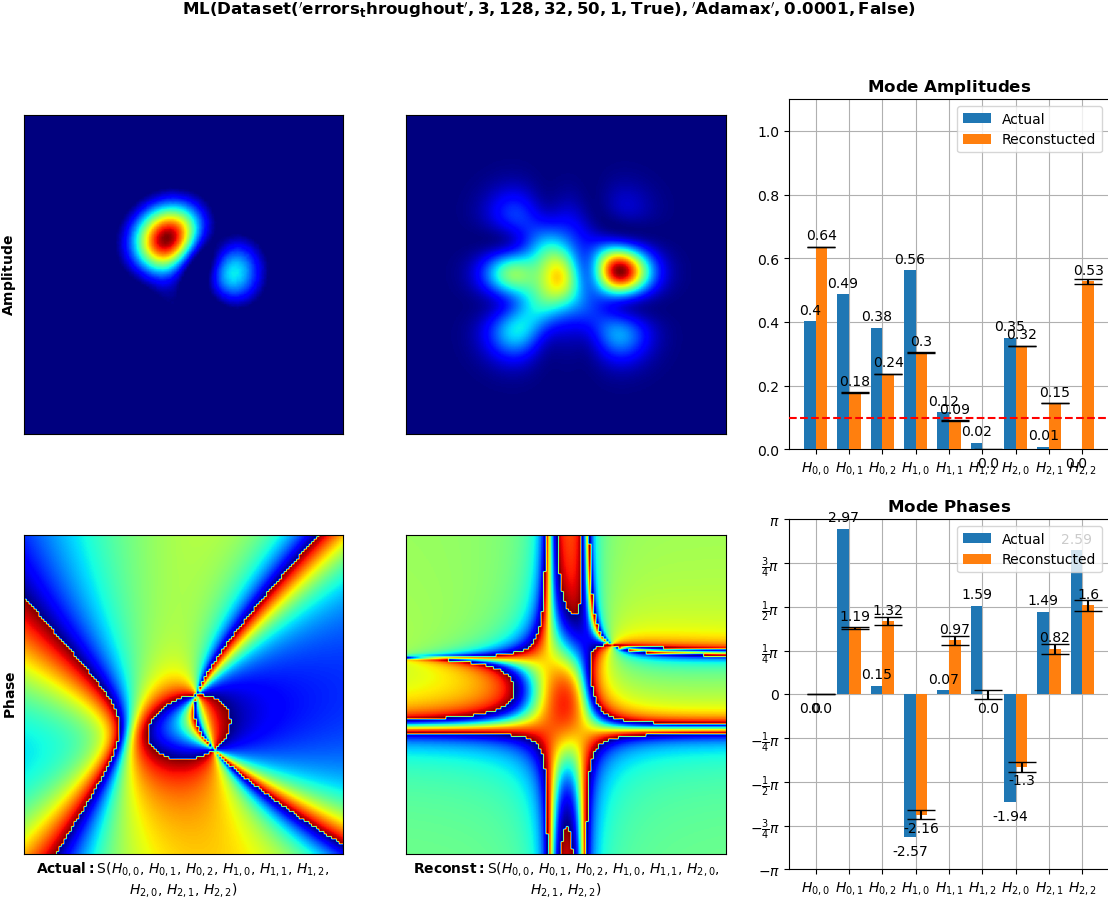 ML(Dataset('errors_throughout', 3, 128, 32, 50, 1, True), 'Adamax', 0.0001, False)
Amplitude
Mode Amplitudes
Actual
Reconstucted
1.0
0.8
0.6
0.4
0.2
0.0
0.4
0.64
0.49
0.18
0.38
0.24
0.56
0.3
0.12
0.09
0.02
0.0
0.35
0.32
0.01
0.15
0.0
0.53
H0,0 H0,1 H0,2 H1,0 H1,1 H1,2 H2,0 H2,1 H2,2
Phase
Mode Phases
Actual
Reconstucted
π
3/4π
1/2π
1/4π
0
−1/4π
−1/2π
−3/4π
−π
0.0
0.0
2.97
1.19
0.15
1.32
-2.57
-2.16
0.07
0.97
1.59
0.0
-1.94
-1.3
1.49
0.82
2.59
1.6
H0,0 H0,1 H0,2 H1,0 H1,1 H1,2 H2,0 H2,1 H2,2
Actual: S(H0,0, H0,1, H0,2, H1,0, H1,1, H1,2,
H2,0, H2,1, H2,2)
Reconst: S(H0,0, H0,1, H0,2, H1,0, H1,1, H2,0,
H2,1, H2,2)